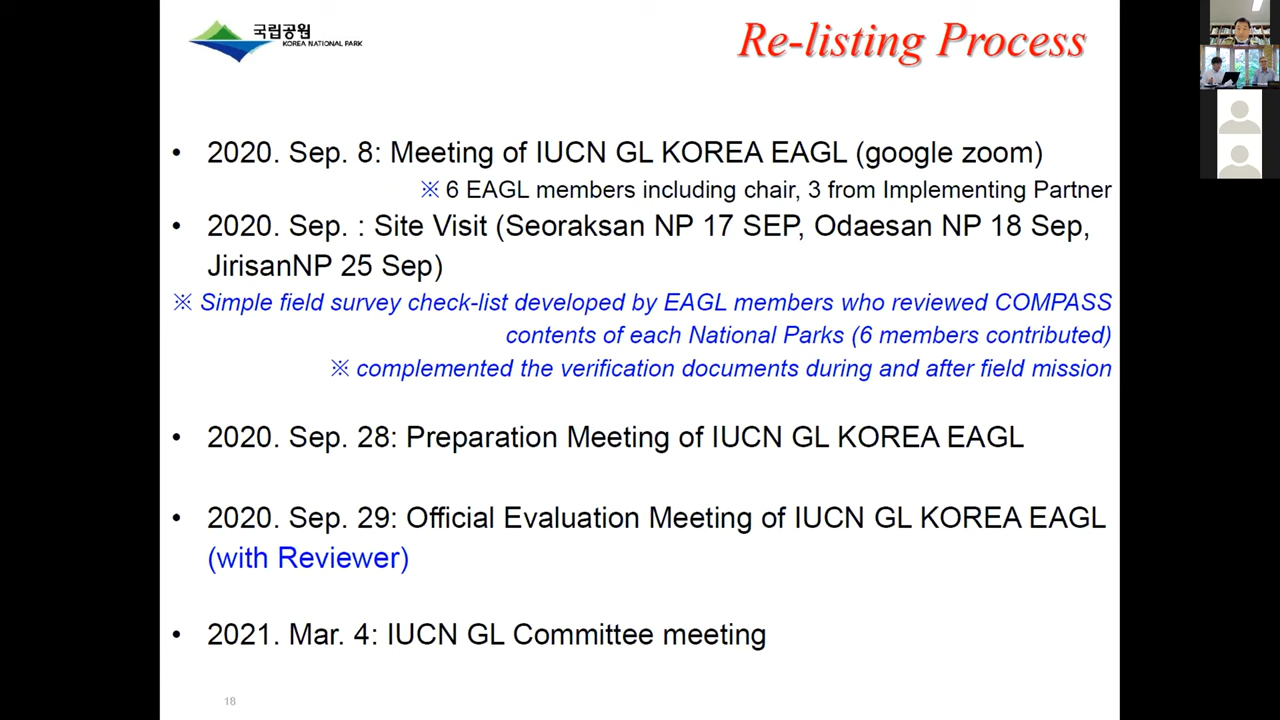 국립공원
KOREA NATIONAL PARK
Re-listing Process
• 2020. Sep. 8: Meeting of IUCN GL KOREA EAGL (google zoom)
※ 6 EAGL members including chair, 3 from Implementing Partner
• 2020. Sep. : Site Visit (Seoraksan NP 17 SEP, Odaesan NP 18 Sep,
JirisanNP 25 Sep)
※ Simple field survey check-list developed by EAGL members who reviewed COMPASS
contents of each National Parks (6 members contributed)
※ complemented the verification documents during and after field mission
• 2020. Sep. 28: Preparation Meeting of IUCN GL KOREA EAGL
• 2020. Sep. 29: Official Evaluation Meeting of IUCN GL KOREA EAGL
(with Reviewer)
• 2021. Mar. 4: IUCN GL Committee meeting
18